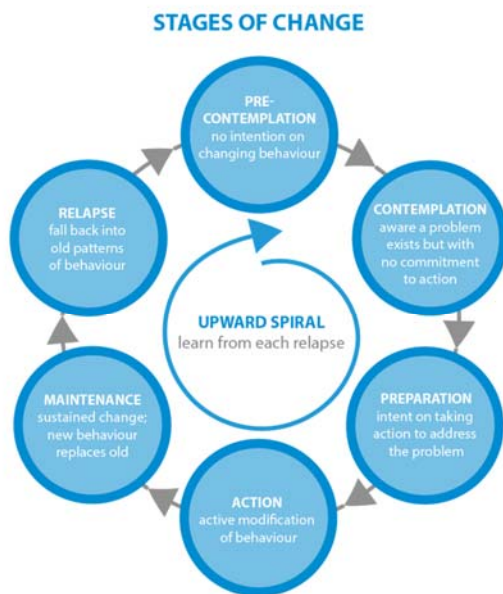 STAGES OF CHANGE
PRE-
CONTEMPLATION
no intention on
changing behaviour
CONTEMPLATION
aware a problem
exists but with
no commitment
to action
PREPARATION
intent on taking
action to address
the problem
ACTION
active modification
of behaviour
MAINTENANCE
sustained change;
new behaviour
replaces old
RELAPSE
fall back into
old patterns
of behaviour
UPWARD SPIRAL
learn from each relapse